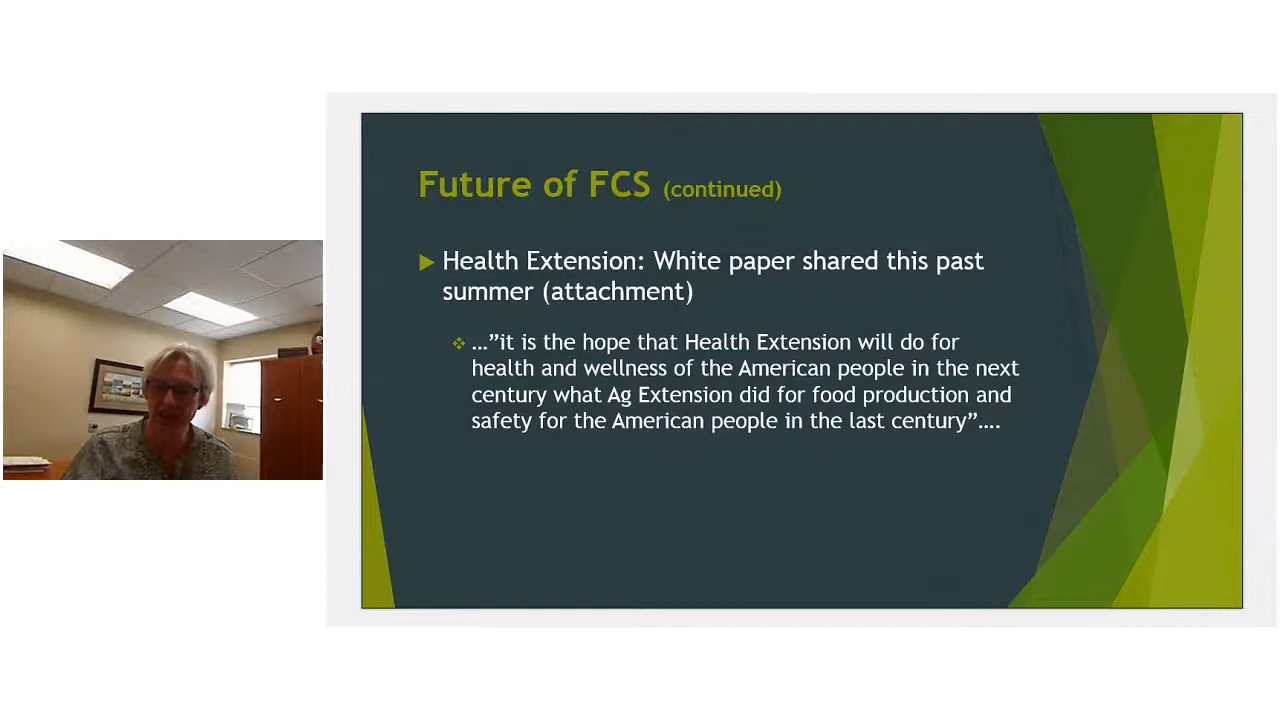 Future of FCS (continued)
Health Extension: White paper shared this past
summer (attachment)
…”it is the hope that Health Extension will do for
health and wellness of the American people in the next
century what Ag Extension did for food production and
safety for the American people in the last century”….